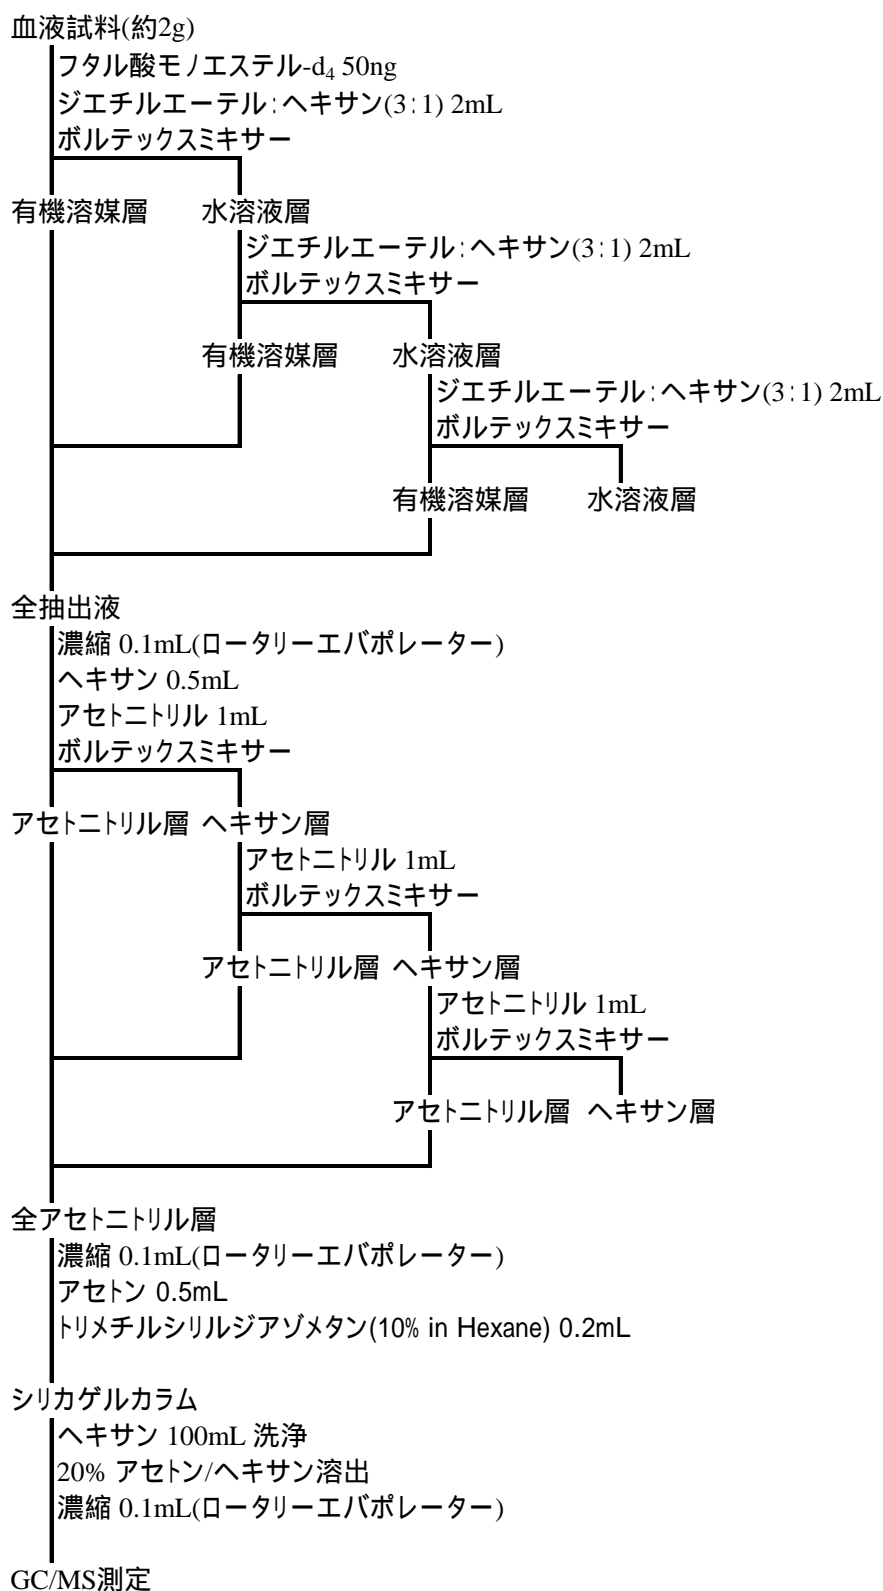 血液試料(約2g)
フタル酸モノエステル-d₄ 50ng
ジエチルエーテル:ヘキサン(3:1) 2mL
ボルテックスミキサー
有機溶媒層 水溶液層
ジエチルエーテル:ヘキサン(3:1) 2mL
ボルテックスミキサー
有機溶媒層 水溶液層
ジエチルエーテル:ヘキサン(3:1) 2mL
ボルテックスミキサー
有機溶媒層 水溶液層
全抽出液
濃縮 0.1mL(ロータリーエバポレーター)
ヘキサン 0.5mL
アセトニトリル 1mL
ボルテックスミキサー
アセトニトリル層 ヘキサン層
アセトニトリル 1mL
ボルテックスミキサー
アセトニトリル層 ヘキサン層
アセトニトリル 1mL
ボルテックスミキサー
アセトニトリル層 ヘキサン層
全アセトニトリル層
濃縮 0.1mL(ロータリーエバポレーター)
アセトン 0.5mL
トリメチルシリルジアゾメタン(10% in Hexane) 0.2mL
シリカゲルカラム
ヘキサン 100mL 洗浄
20% アセトン/ヘキサン溶出
濃縮 0.1mL(ロータリーエバポレーター)
GC/MS測定